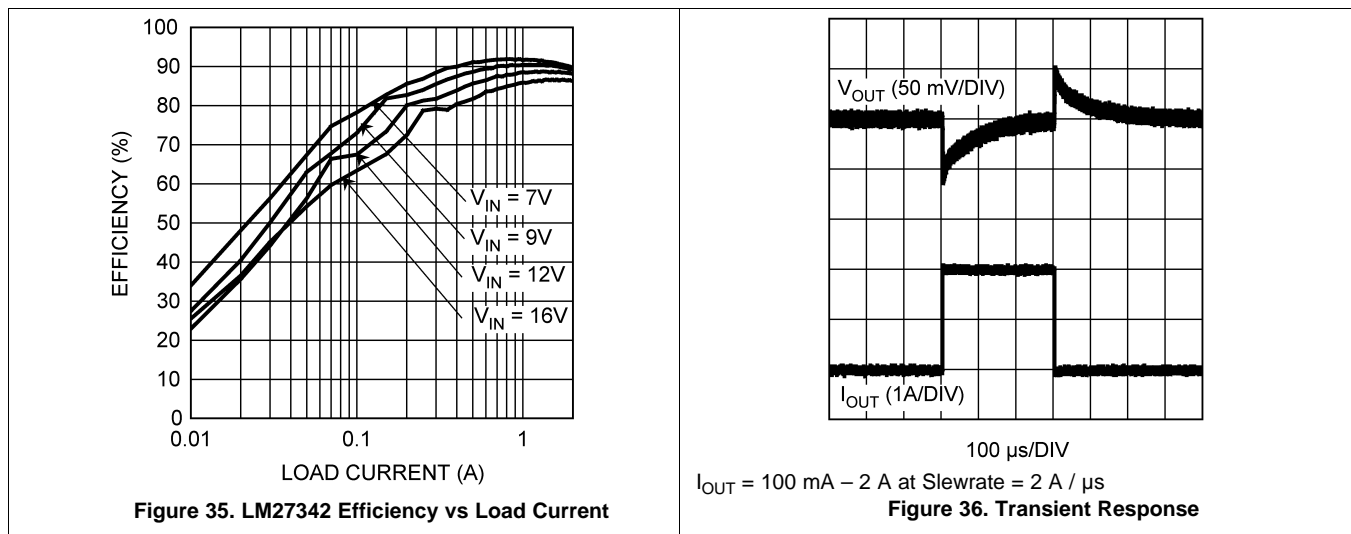 100
90
80
70
60
50
40
30
20
10
0
EFFICIENCY (%)
V_IN = 7V
V_IN = 9V
V_IN = 12V
V_IN = 16V
0.01 0.1 1
LOAD CURRENT (A)
Figure 35. LM27342 Efficiency vs Load Current
V_OUT (50 mV/DIV)
I_OUT (1A/DIV)
100 µs/DIV
I_OUT = 100 mA – 2 A at Slewrate = 2 A / µs
Figure 36. Transient Response